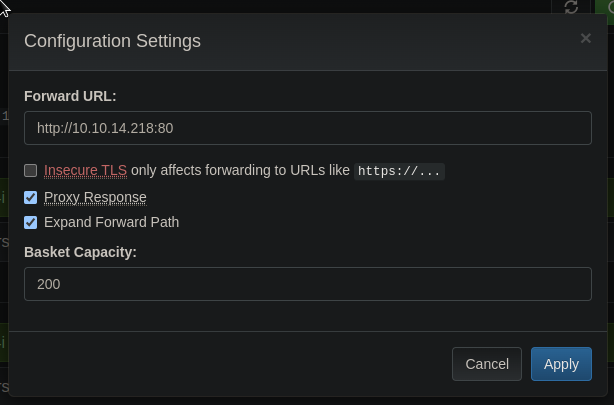 Configuration Settings
×
Forward URL:
http://10.10.14.218:80
Insecure TLS only affects forwarding to URLs like https://...
Proxy Response
Expand Forward Path
Basket Capacity:
200
Cancel
Apply